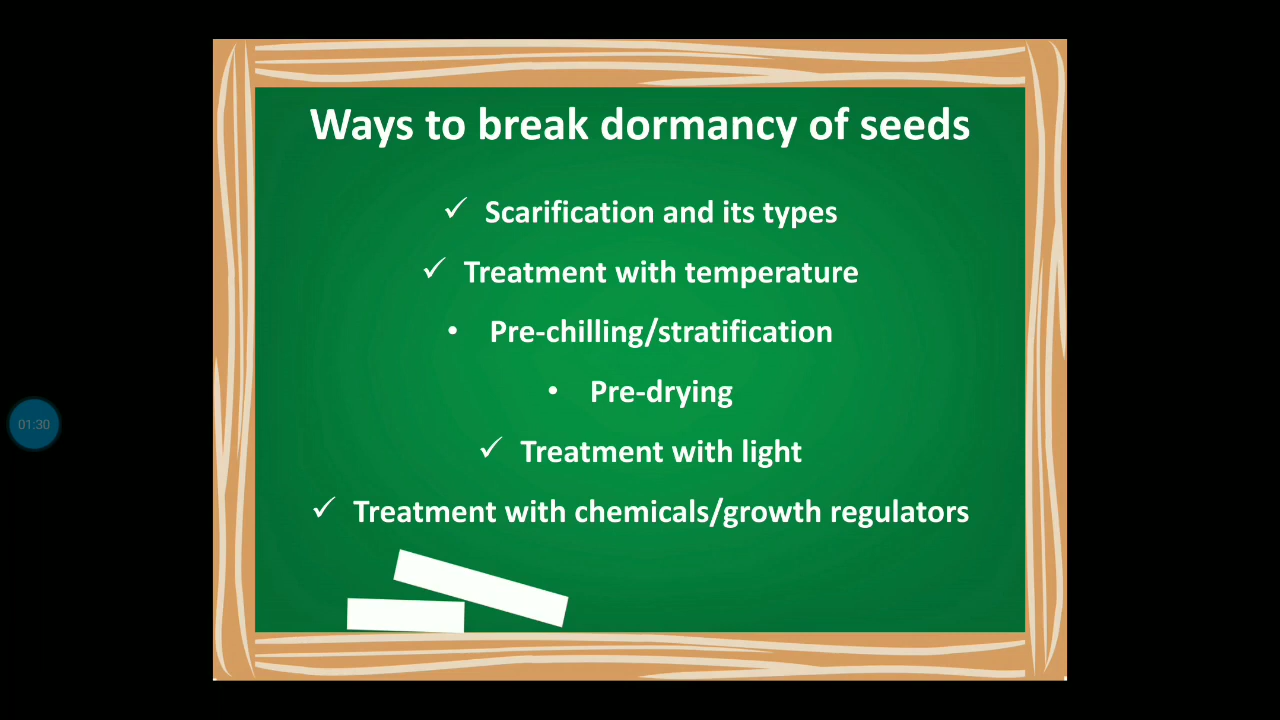 Ways to break dormancy of seeds
✓ Scarification and its types
✓ Treatment with temperature
• Pre-chilling/stratification
• Pre-drying
✓ Treatment with light
✓ Treatment with chemicals/growth regulators
01:30